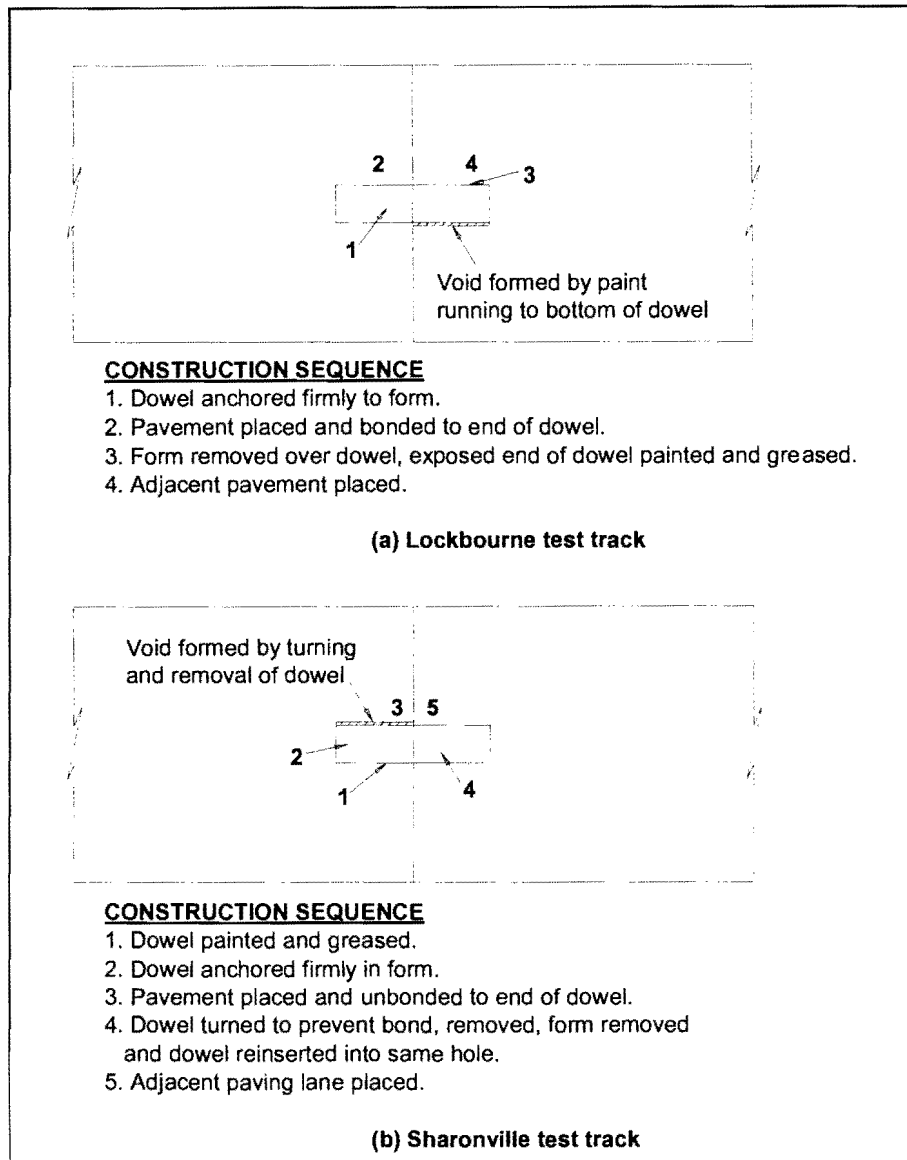 2 4 3
1
Void formed by paint
running to bottom of dowel
CONSTRUCTION SEQUENCE
1. Dowel anchored firmly to form.
2. Pavement placed and bonded to end of dowel.
3. Form removed over dowel, exposed end of dowel painted and greased.
4. Adjacent pavement placed.
(a) Lockbourne test track
Void formed by turning
and removal of dowel
3 5
2
1 4
CONSTRUCTION SEQUENCE
1. Dowel painted and greased.
2. Dowel anchored firmly in form.
3. Pavement placed and unbonded to end of dowel.
4. Dowel turned to prevent bond, removed, form removed
and dowel reinserted into same hole.
5. Adjacent paving lane placed.
(b) Sharonville test track